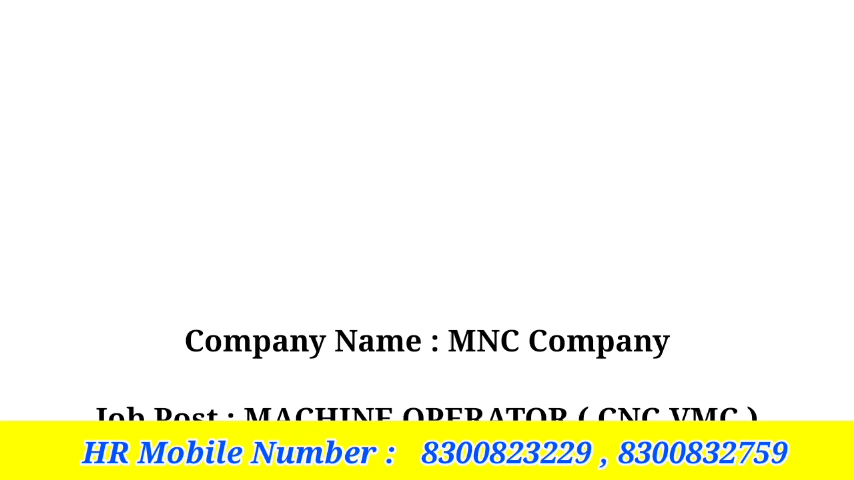 Company Name : MNC Company
Job Post : MACHINE OPERATOR ( CNC VMC )
HR Mobile Number : 8300823229 , 8300832759